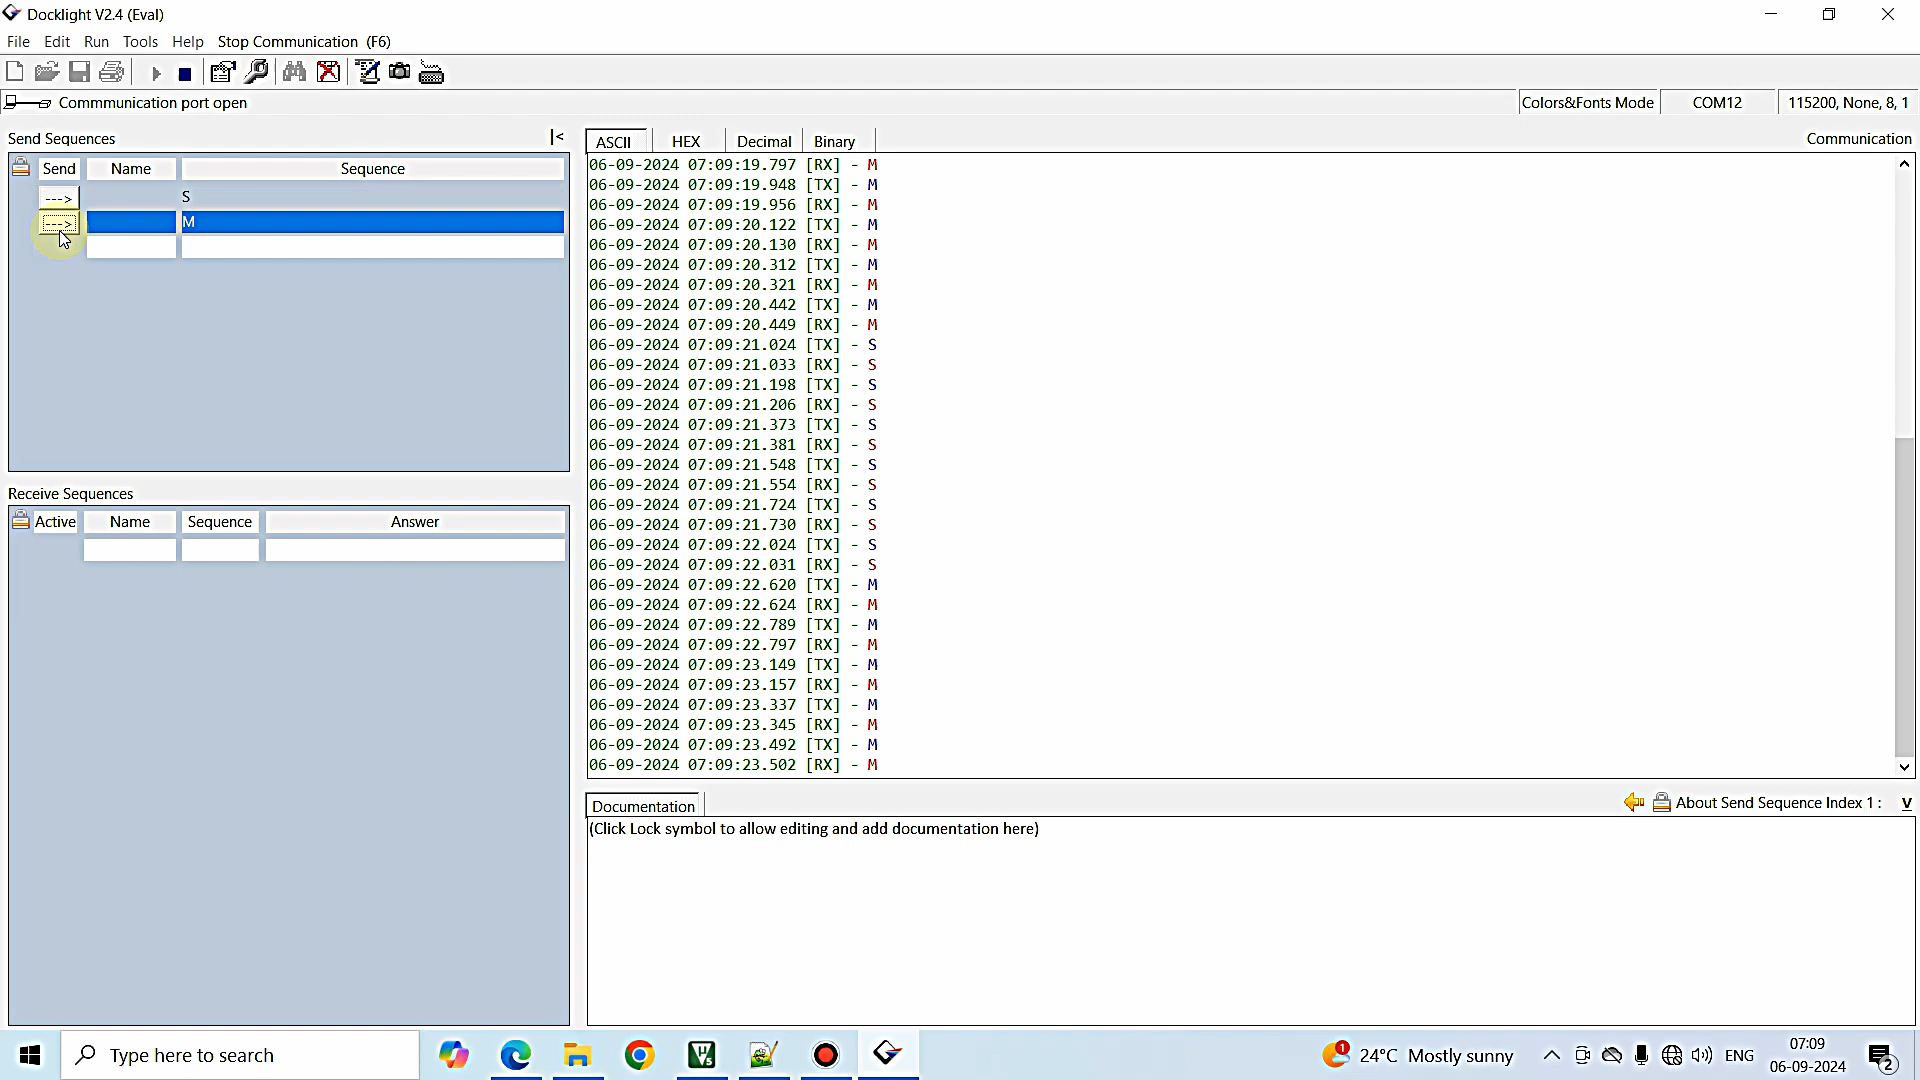 Docklight V2.4 (Eval)
File Edit Run Tools Help Stop Communication (F6)
Commmunication port open
Colors&Fonts Mode COM12 115200, None, 8, 1
Send Sequences
|<
Send Name Sequence
---> S
---> M
Receive Sequences
Active Name Sequence Answer
ASCII HEX Decimal Binary
Communication
06-09-2024 07:09:19.797 [RX] - M
06-09-2024 07:09:19.948 [TX] - M
06-09-2024 07:09:19.956 [RX] - M
06-09-2024 07:09:20.122 [TX] - M
06-09-2024 07:09:20.130 [RX] - M
06-09-2024 07:09:20.312 [TX] - M
06-09-2024 07:09:20.321 [RX] - M
06-09-2024 07:09:20.442 [TX] - M
06-09-2024 07:09:20.449 [RX] - M
06-09-2024 07:09:21.024 [TX] - S
06-09-2024 07:09:21.033 [RX] - S
06-09-2024 07:09:21.198 [TX] - S
06-09-2024 07:09:21.206 [RX] - S
06-09-2024 07:09:21.373 [TX] - S
06-09-2024 07:09:21.381 [RX] - S
06-09-2024 07:09:21.548 [TX] - S
06-09-2024 07:09:21.554 [RX] - S
06-09-2024 07:09:21.724 [TX] - S
06-09-2024 07:09:21.730 [RX] - S
06-09-2024 07:09:22.024 [TX] - S
06-09-2024 07:09:22.031 [RX] - S
06-09-2024 07:09:22.620 [TX] - M
06-09-2024 07:09:22.624 [RX] - M
06-09-2024 07:09:22.789 [TX] - M
06-09-2024 07:09:22.797 [RX] - M
06-09-2024 07:09:23.149 [TX] - M
06-09-2024 07:09:23.157 [RX] - M
06-09-2024 07:09:23.337 [TX] - M
06-09-2024 07:09:23.345 [RX] - M
06-09-2024 07:09:23.492 [TX] - M
06-09-2024 07:09:23.502 [RX] - M
Documentation
About Send Sequence Index 1 : V
(Click Lock symbol to allow editing and add documentation here)
Type here to search
1
24°C Mostly sunny
ENG
07:09
06-09-2024
2